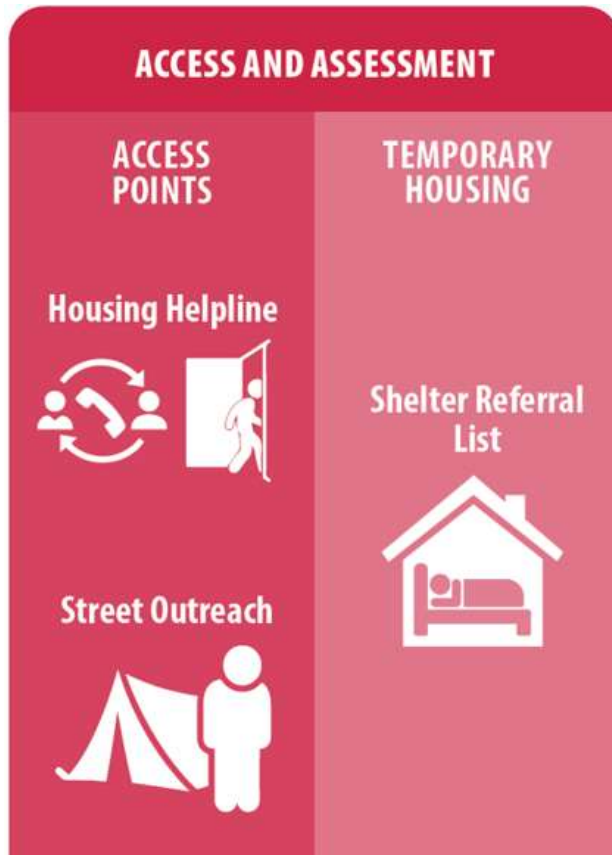 ACCESS AND ASSESSMENT
ACCESS
POINTS
Housing Helpline
Street Outreach
TEMPORARY
HOUSING
Shelter Referral
List